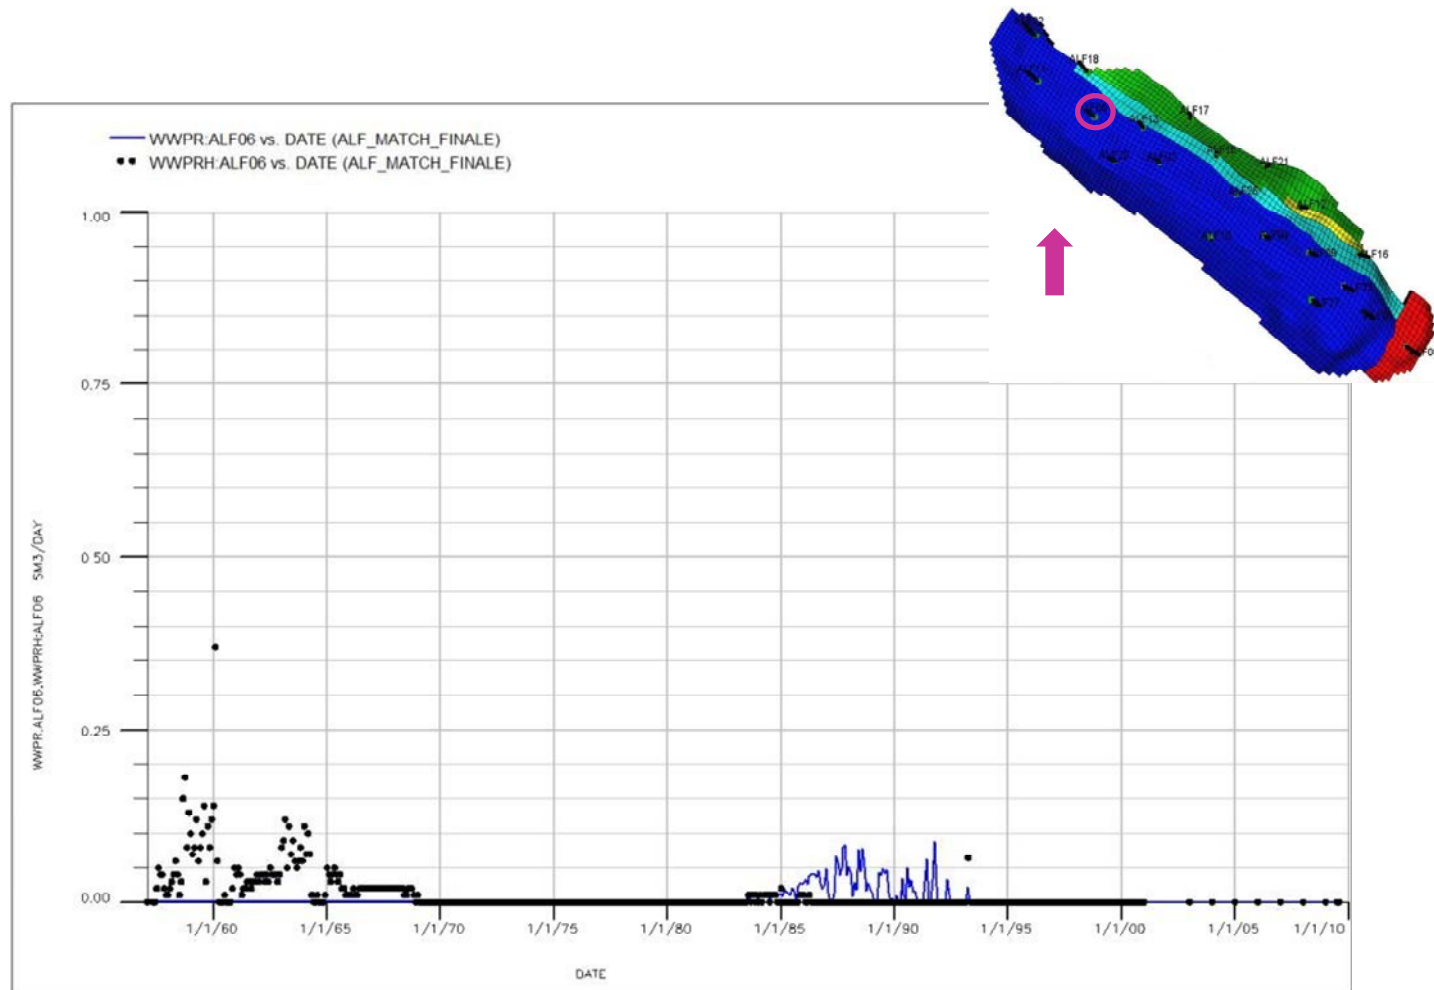 ALF18
ALF17
ALF21
ALF12
ALF16
WWPR:ALF06 vs. DATE (ALF_MATCH_FINALE)
WWPRH:ALF06 vs. DATE (ALF_MATCH_FINALE)
1.00
0.75
0.50
0.25
0.00
WWPR:ALF06,WWPRH:ALF06 SM3/DAY
1/1/60 1/1/65 1/1/70 1/1/75 1/1/80 1/1/85 1/1/90 1/1/95 1/1/00 1/1/05 1/1/10
DATE